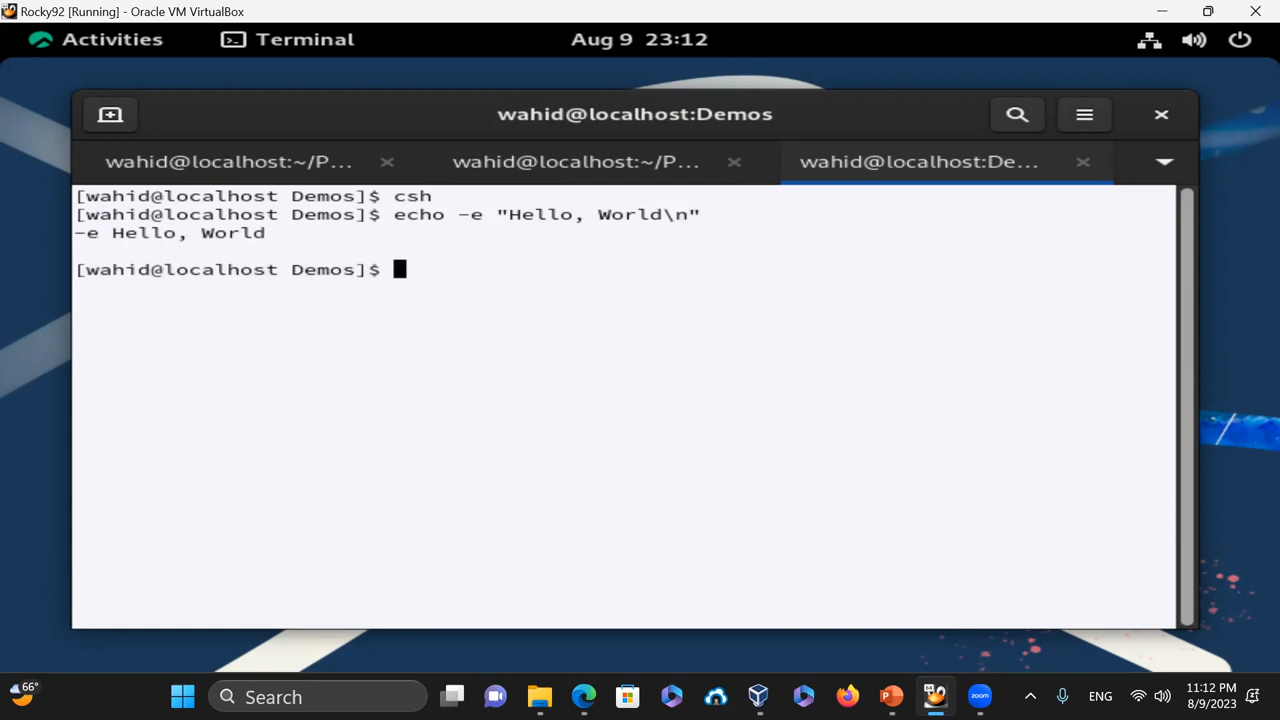 Rocky92 [Running] - Oracle VM VirtualBox
Activities Terminal Aug 9 23:12
wahid@localhost:Demos
wahid@localhost:~/P... wahid@localhost:~/P... wahid@localhost:De...
[wahid@localhost Demos]$ csh
[wahid@localhost Demos]$ echo -e "Hello, World\n"
-e Hello, World
[wahid@localhost Demos]$
66°
Search
zoom
ENG
11:12 PM
8/9/2023